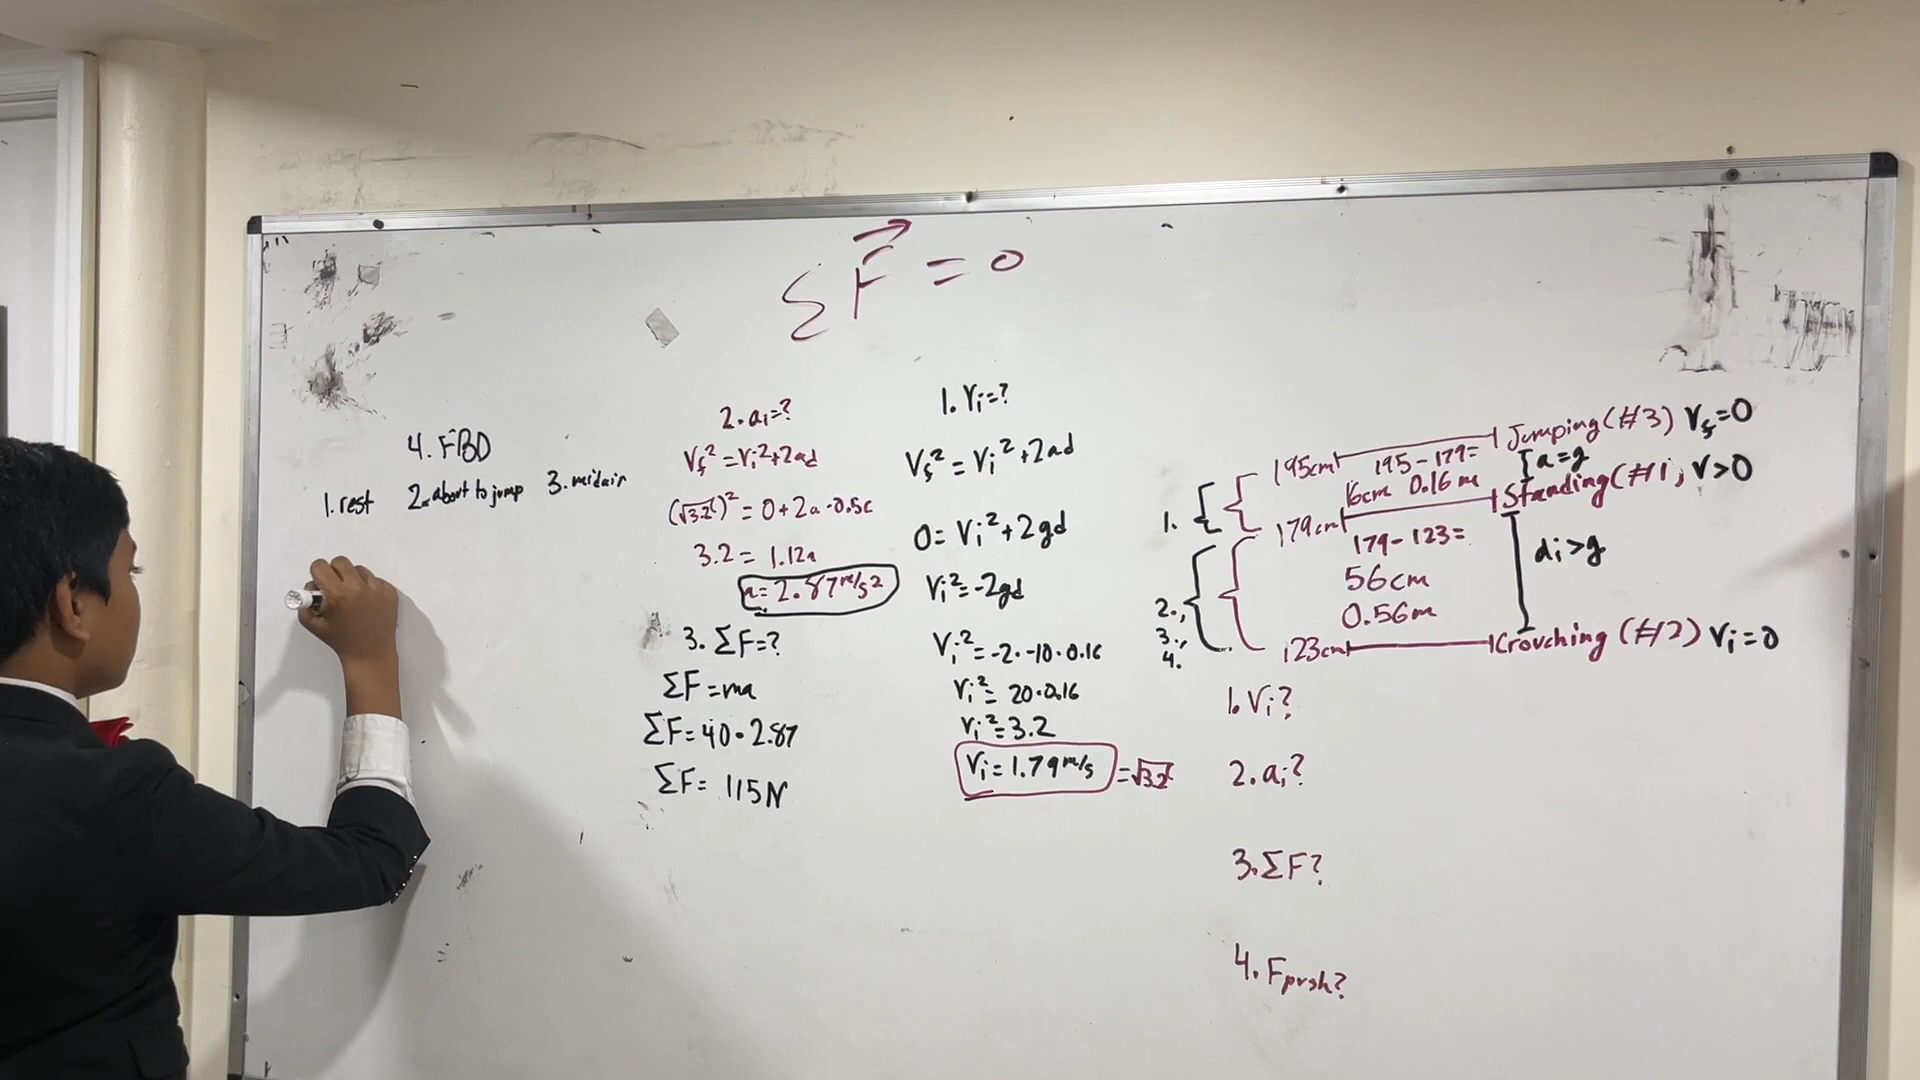 ΣF⃗ = 0
4. FBD
1. rest 2. about to jump 3. midair
2. ai=?
Vf²=Vi²+2ad
(√3.2)²=0+2a·0.56
3.2=1.12a
a=2.87m/s²
3. ΣF=?
ΣF=ma
ΣF=40·2.87
ΣF=115N
1. Vi=?
Vf²=Vi²+2ad
0=Vi²+2gd
Vi²=-2gd
Vi²=-2·-10·0.16
Vi²=20·0.16
Vi²=3.2
Vi=1.79m/s =√3.2
195cm 195-179= Jumping(#3) Vf=0
16cm 0.16m a=g
1. 179cm Standing(#1, V>0
179-123=
56cm ai>g
0.56m
2.,
3.,
4.
123cm Crouching (#2) Vi=0
1. Vi?
2. ai?
3. ΣF?
4. Fpush?